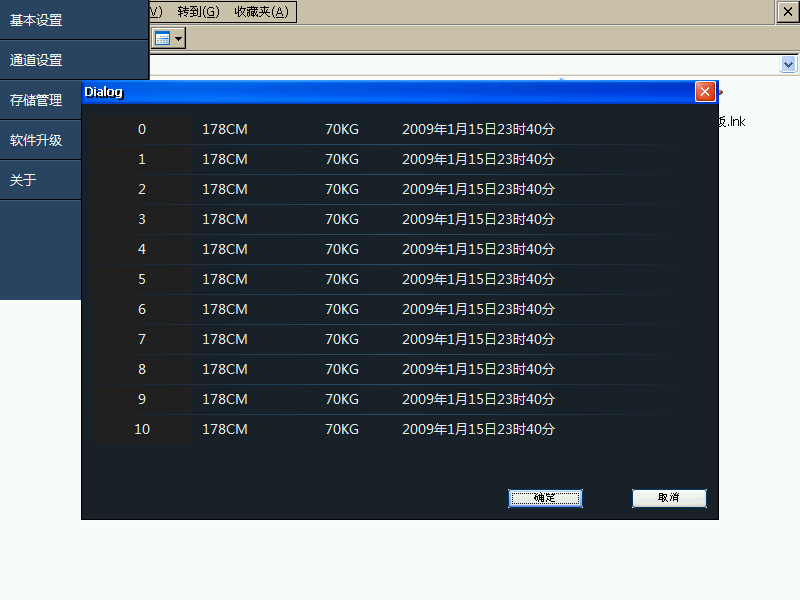 基本设置
V) 转到(G) 收藏夹(A)
通道设置
存储管理
软件升级
关于
Dialog
.lnk
0 178CM 70KG 2009年1月15日23时40分
1 178CM 70KG 2009年1月15日23时40分
2 178CM 70KG 2009年1月15日23时40分
3 178CM 70KG 2009年1月15日23时40分
4 178CM 70KG 2009年1月15日23时40分
5 178CM 70KG 2009年1月15日23时40分
6 178CM 70KG 2009年1月15日23时40分
7 178CM 70KG 2009年1月15日23时40分
8 178CM 70KG 2009年1月15日23时40分
9 178CM 70KG 2009年1月15日23时40分
10 178CM 70KG 2009年1月15日23时40分
确定 取消